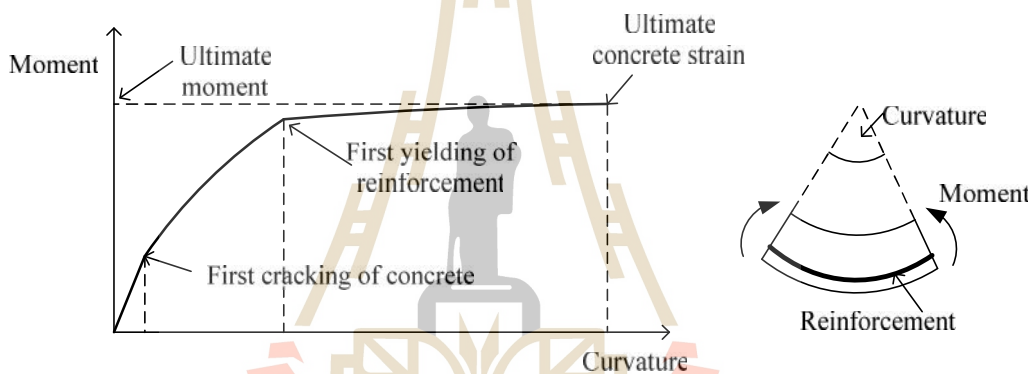 Moment
Ultimate
moment
Ultimate
concrete strain
First yielding of
reinforcement
First cracking of concrete
Curvature
Curvature
Moment
Reinforcement